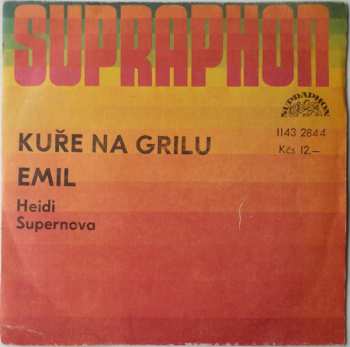 SUPRAPHON
SUPRAPHON
1143 2844
Kčs 12,–
KUŘE NA GRILU
EMIL
Heidi
Supernova